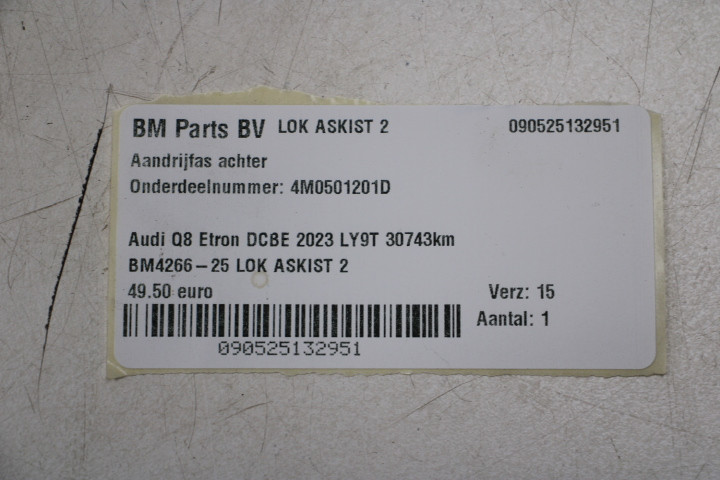 BM Parts BV LOK ASKIST 2 090525132951
Aandrijfas achter
Onderdeelnummer: 4M0501201D
Audi Q8 Etron DC8E 2023 LY9T 30743km
BM4266-25 LOK ASKIST 2
49.50 euro Verz: 15
Aantal: 1
090525132951